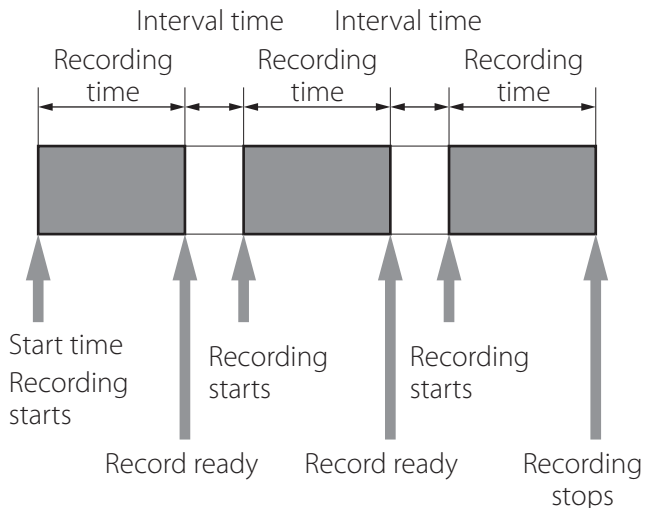 Interval time Interval time
Recording time
Recording time
Recording time
Start time
Recording starts
Recording starts
Recording starts
Record ready
Record ready
Recording stops